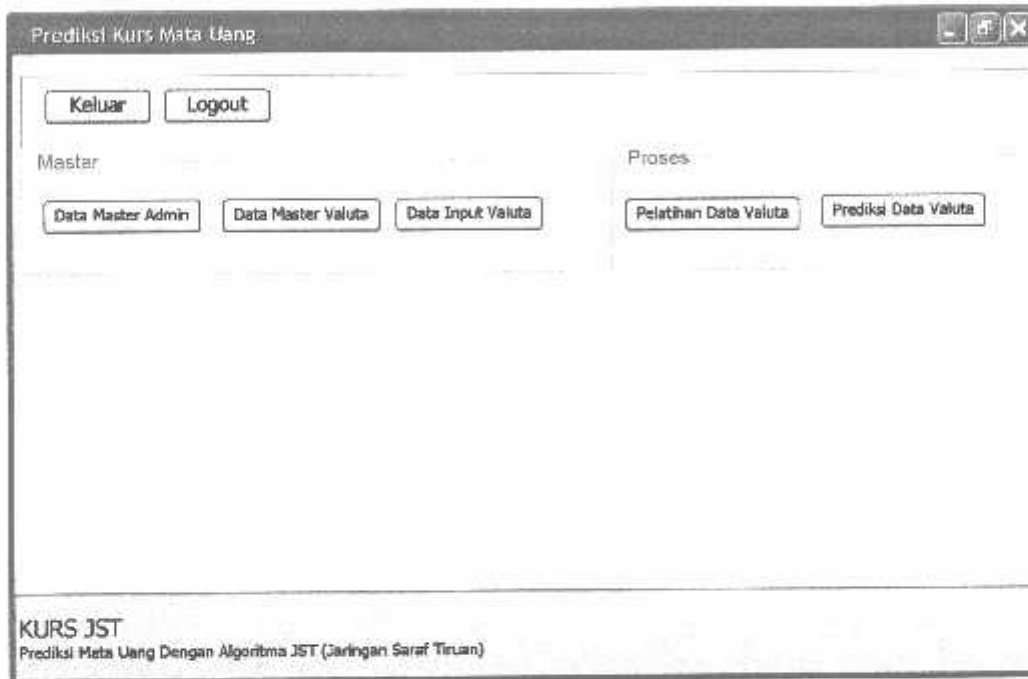 Prediksi Kurs Mata Uang
Keluar Logout
Master Proses
Data Master Admin Data Master Valuta Data Input Valuta Pelatihan Data Valuta Prediksi Data Valuta
KURS JST
Prediksi Mata Uang Dengan Algoritma JST (Jaringan Saraf Tiruan)